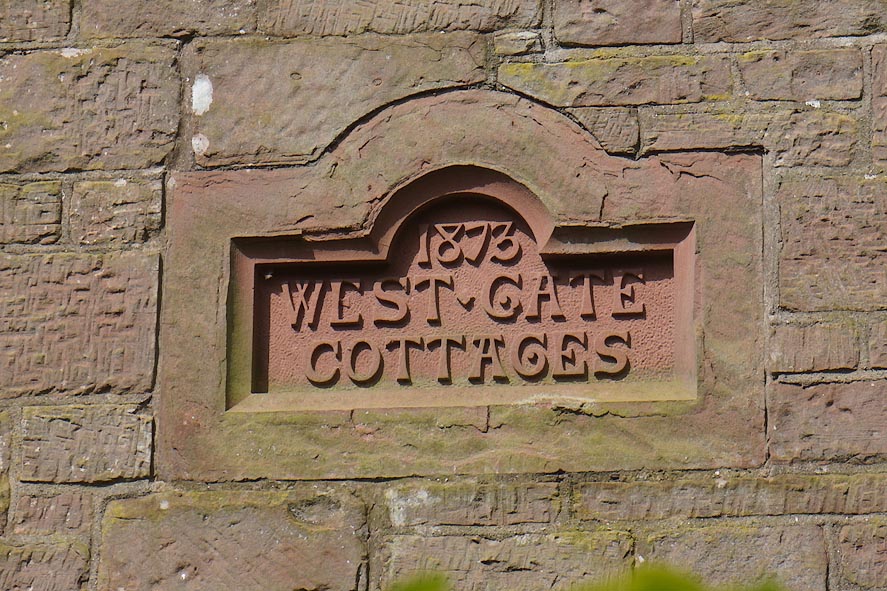 1873
WEST-GATE
COTTAGES